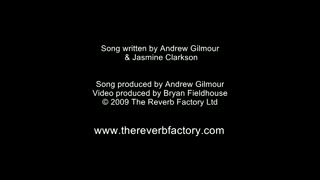 Song written by Andrew Gilmour
& Jasmine Clarkson
Song produced by Andrew Gilmour
Video produced by Bryan Fieldhouse
© 2009 The Reverb Factory Ltd
www.thereverbfactory.com